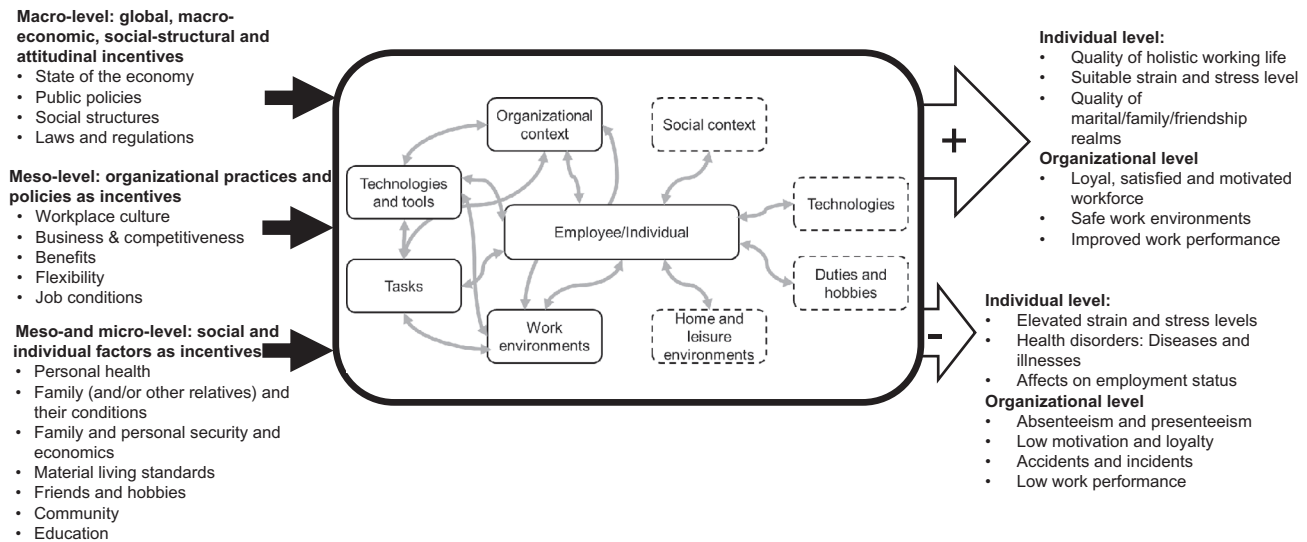 Macro-level: global, macro-
economic, social-structural and
attitudinal incentives
• State of the economy
• Public policies
• Social structures
• Laws and regulations
Meso-level: organizational practices and
policies as incentives
• Workplace culture
• Business & competitiveness
• Benefits
• Flexibility
• Job conditions
Meso-and micro-level: social and
individual factors as incentives
• Personal health
• Family (and/or other relatives) and
their conditions
• Family and personal security and
economics
• Material living standards
• Friends and hobbies
• Community
• Education
Organizational
context
Social context
Technologies
and tools
Technologies
Employee/Individual
Tasks
Duties and
hobbies
Work
environments
Home and
leisure
environments
+
Individual level:
• Quality of holistic working life
• Suitable strain and stress level
• Quality of
marital/family/friendship
realms
Organizational level
• Loyal, satisfied and motivated
workforce
• Safe work environments
• Improved work performance
-
Individual level:
• Elevated strain and stress levels
• Health disorders: Diseases and
illnesses
• Affects on employment status
Organizational level
• Absenteeism and presenteeism
• Low motivation and loyalty
• Accidents and incidents
• Low work performance